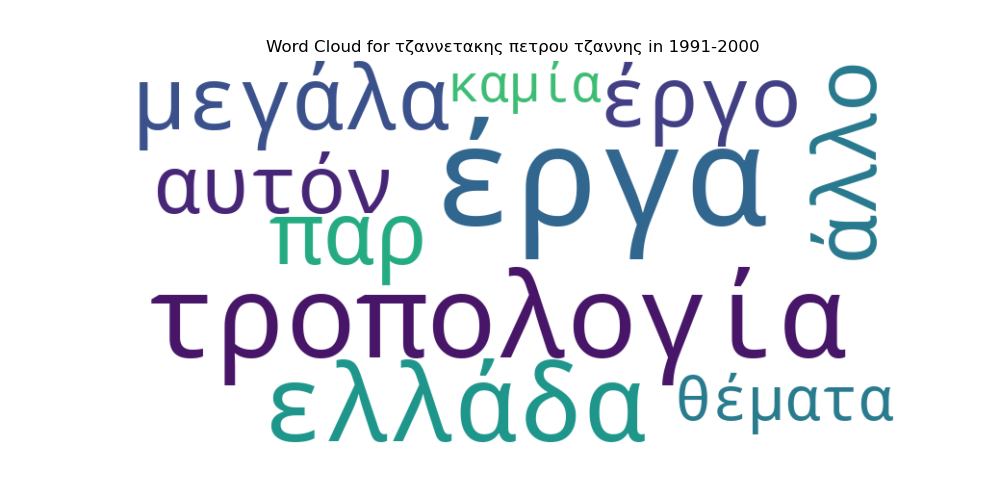 Word Cloud for τζαννετακης πετρου τζαννης in 1991-2000
μεγάλα καμία έργο άλλο
αυτόν έργα
παρ
τροπολογία
ελλάδα θέματα